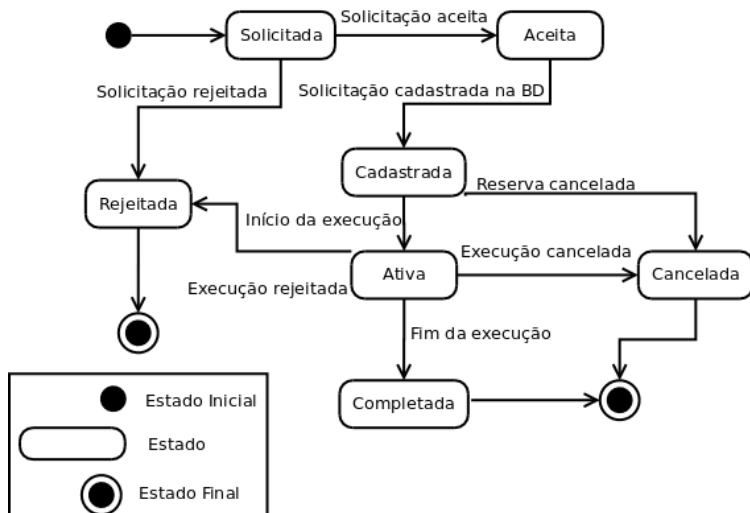 Solicitada
Solicitação aceita
Aceita
Solicitação rejeitada
Solicitação cadastrada na BD
Cadastrada
Reserva cancelada
Rejeitada
Início da execução
Execução cancelada
Ativa
Cancelada
Execução rejeitada
Fim da execução
Completada
Estado Inicial
Estado
Estado Final